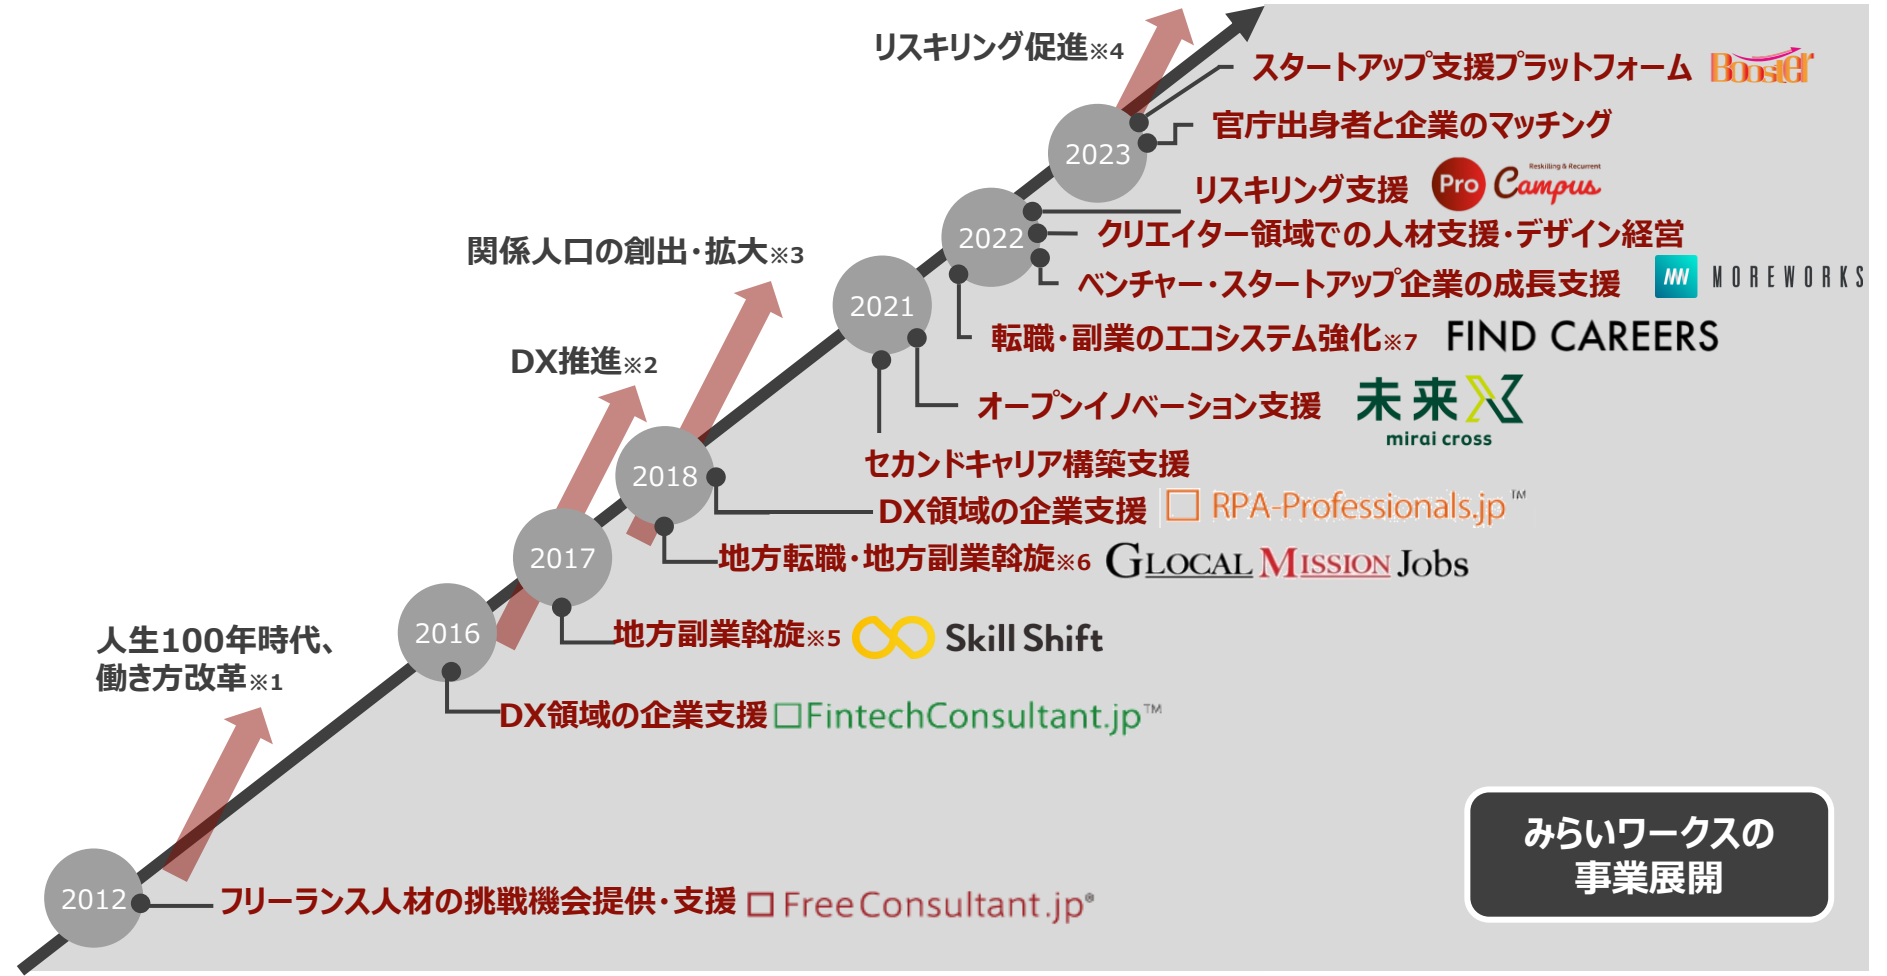 リスキリング促進※4
スタートアップ支援プラットフォーム Booster
官庁出身者と企業のマッチング
2023
リスキリング支援 Pro Reskilling & Recurrent Campus
2022
クリエイター領域での人材支援・デザイン経営
関係人口の創出・拡大※3
ベンチャー・スタートアップ企業の成長支援 MOREWORKS
2021
転職・副業のエコシステム強化※7 FIND CAREERS
DX推進※2
オープンイノベーション支援 未来X
mirai cross
セカンドキャリア構築支援
2018
DX領域の企業支援 RPA-Professionals.jp™
2017
地方転職・地方副業斡旋※6 GLOCAL MISSION Jobs
2016
地方副業斡旋※5 Skill Shift
人生100年時代、
働き方改革※1
DX領域の企業支援 FintechConsultant.jp™
みらいワークスの
事業展開
2012
フリーランス人材の挑戦機会提供・支援 FreeConsultant.jp®